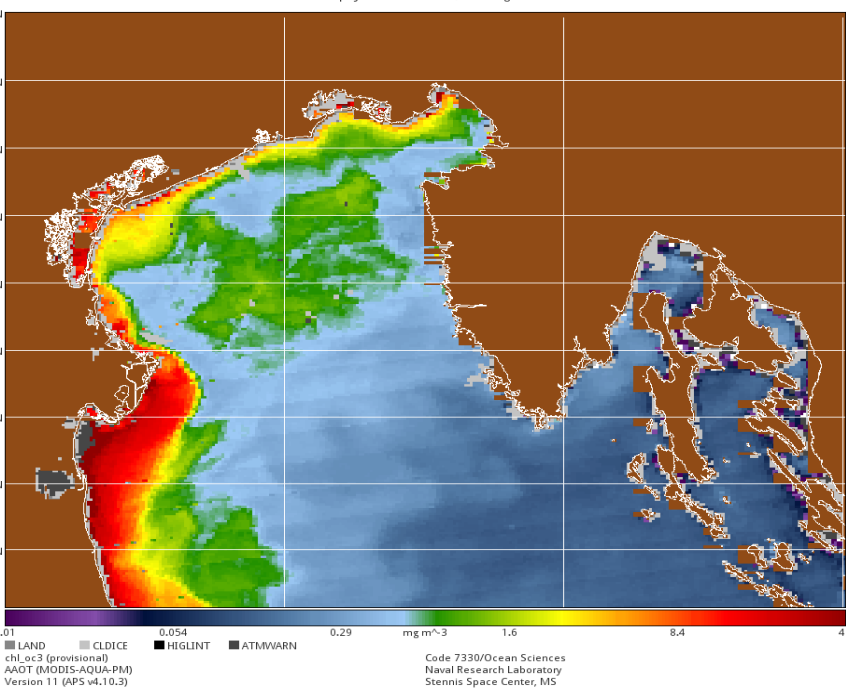 .01 0.054 0.29 mg m^-3 1.6 8.4 4
LAND CLDICE HIGLINT ATMWARN
chl_oc3 (provisional) Code 7330/Ocean Sciences
AAOT (MODIS-AQUA-PM) Naval Research Laboratory
Version 11 (APS v4.10.3) Stennis Space Center, MS